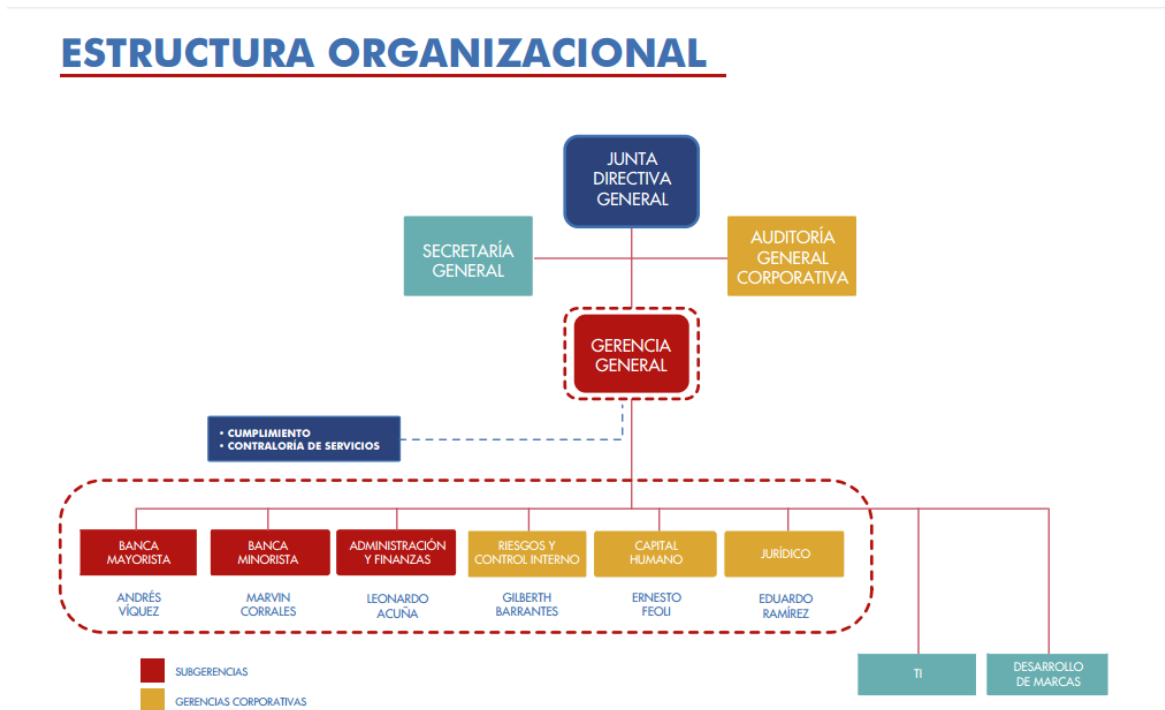 ESTRUCTURA ORGANIZACIONAL
JUNTA
DIRECTIVA
GENERAL
SECRETARÍA
GENERAL
AUDITORÍA
GENERAL
CORPORATIVA
GERENCIA
GENERAL
• CUMPLIMIENTO
• CONTRALORÍA DE SERVICIOS
BANCA
MAYORISTA
ANDRÉS
VÍQUEZ
BANCA
MINORISTA
MARVIN
CORRALES
ADMINISTRACIÓN
Y FINANZAS
LEONARDO
ACUÑA
RIESGOS Y
CONTROL INTERNO
GILBERTH
BARRANTES
CAPITAL
HUMANO
ERNESTO
FEOLI
JURÍDICO
EDUARDO
RAMÍREZ
TI
DESARROLLO
DE MARCAS
SUBGERENCIAS
GERENCIAS CORPORATIVAS